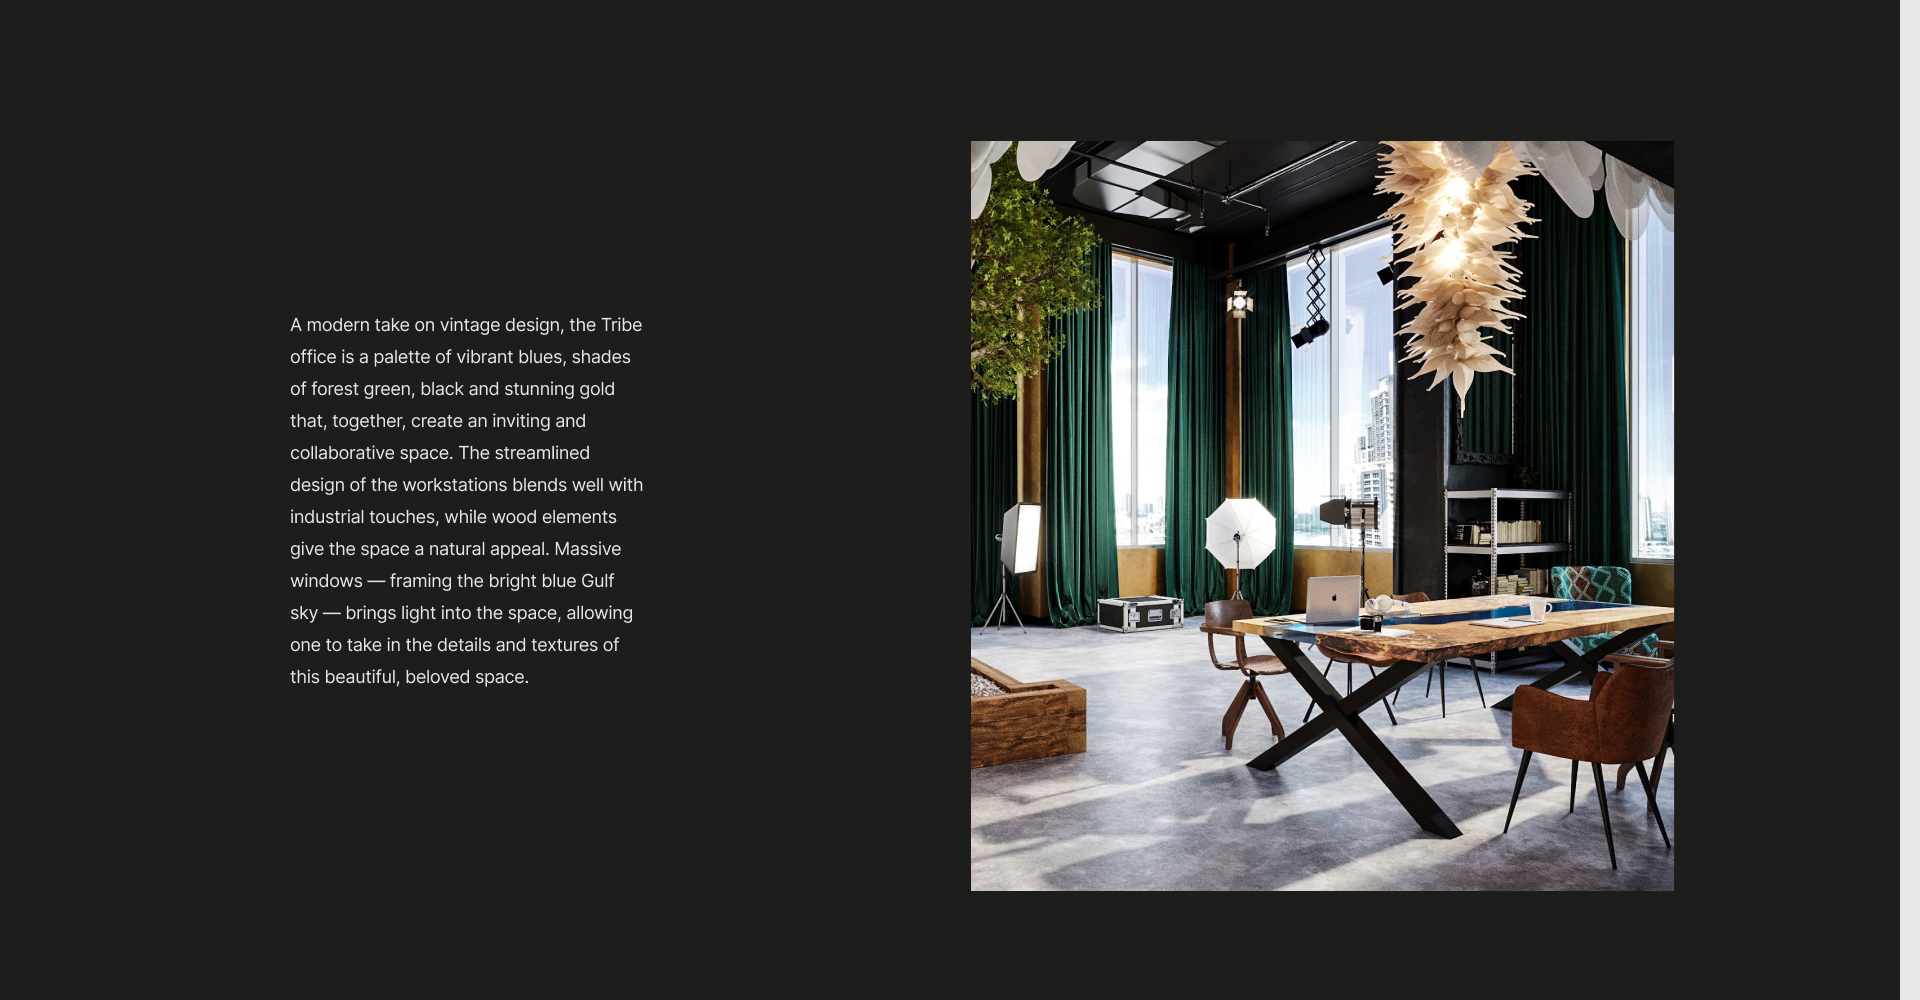 A modern take on vintage design, the Tribe
office is a palette of vibrant blues, shades
of forest green, black and stunning gold
that, together, create an inviting and
collaborative space. The streamlined
design of the workstations blends well with
industrial touches, while wood elements
give the space a natural appeal. Massive
windows — framing the bright blue Gulf
sky — brings light into the space, allowing
one to take in the details and textures of
this beautiful, beloved space.